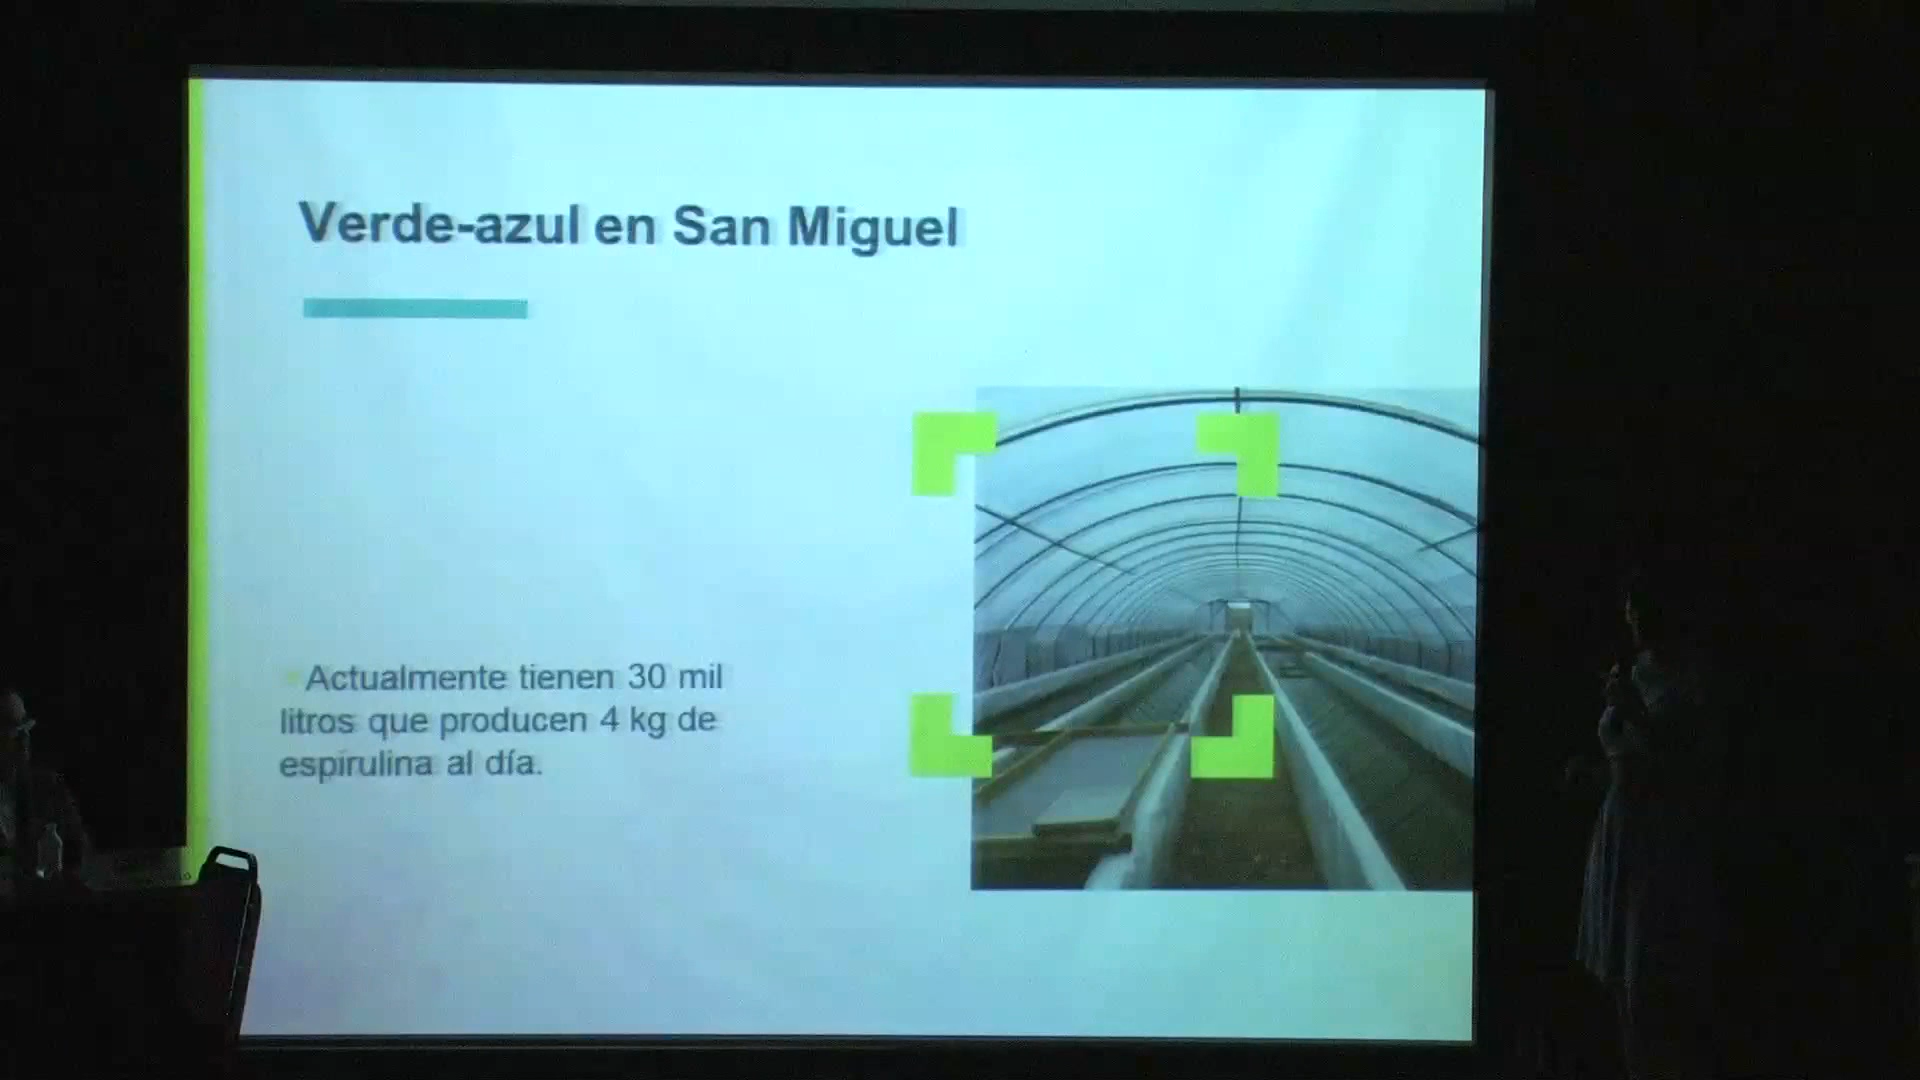 Verde-azul en San Miguel
Actualmente tienen 30 mil
litros que producen 4 kg de
espirulina al día.